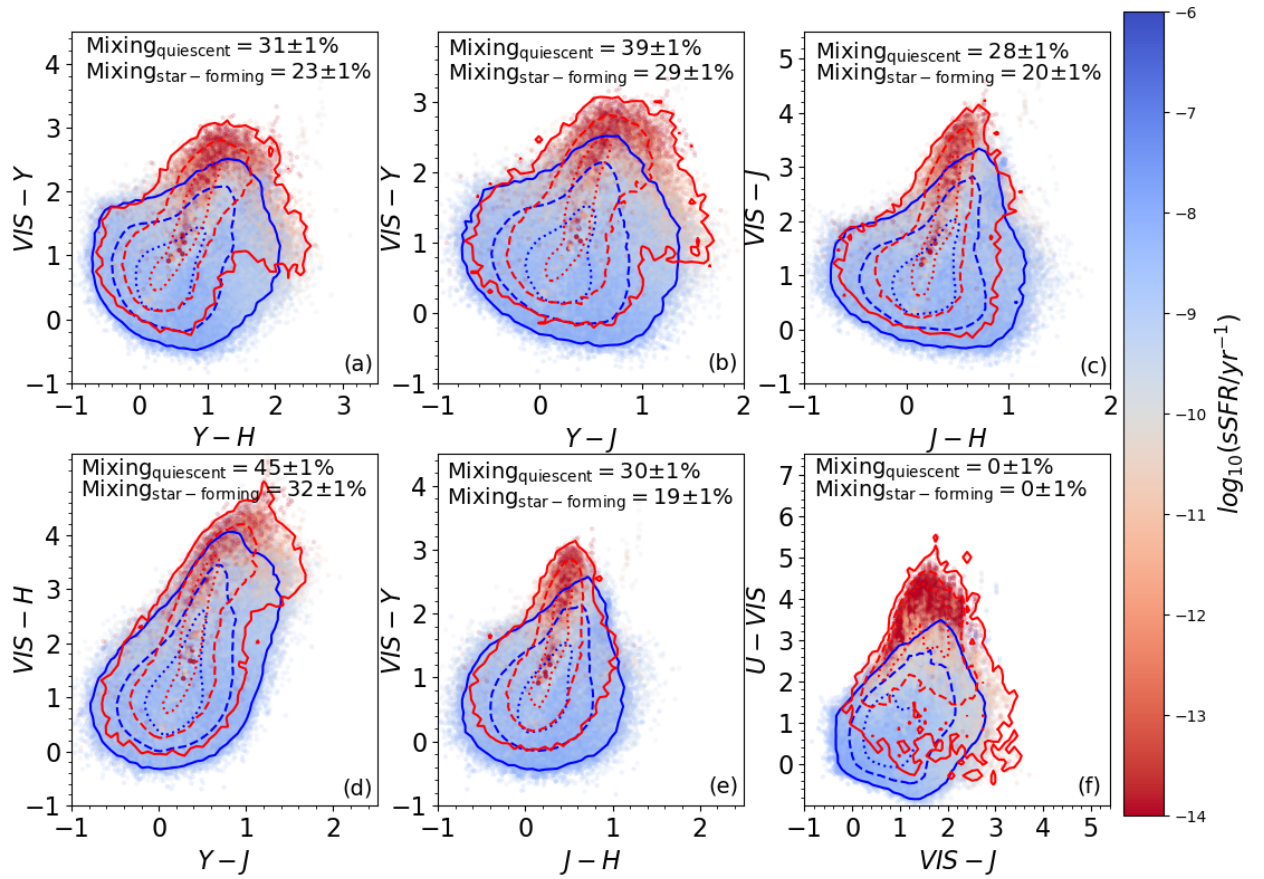 Mixing_quiescent = 31±1%
Mixing_star−forming = 23±1%
4
3
2
1
0
−1
VIS − Y
(a)
−1 0 1 2 3
Y − H
Mixing_quiescent = 39±1%
Mixing_star−forming = 29±1%
3
2
1
0
−1
VIS − Y
(b)
−1 0 1 2
Y − J
Mixing_quiescent = 28±1%
Mixing_star−forming = 20±1%
5
4
3
2
1
0
−1
VIS − J
(c)
−1 0 1 2
J − H
Mixing_quiescent = 45±1%
Mixing_star−forming = 32±1%
4
3
2
1
0
−1
VIS − H
(d)
−1 0 1 2
Y − J
Mixing_quiescent = 30±1%
Mixing_star−forming = 19±1%
4
3
2
1
0
−1
VIS − Y
(e)
−1 0 1 2
J − H
Mixing_quiescent = 0±1%
Mixing_star−forming = 0±1%
7
6
5
4
3
2
1
0
U − VIS
(f)
−1 0 1 2 3 4 5
VIS − J
−6
−7
−8
−9
−10
−11
−12
−13
−14
log₁₀(sSFR/yr⁻¹)